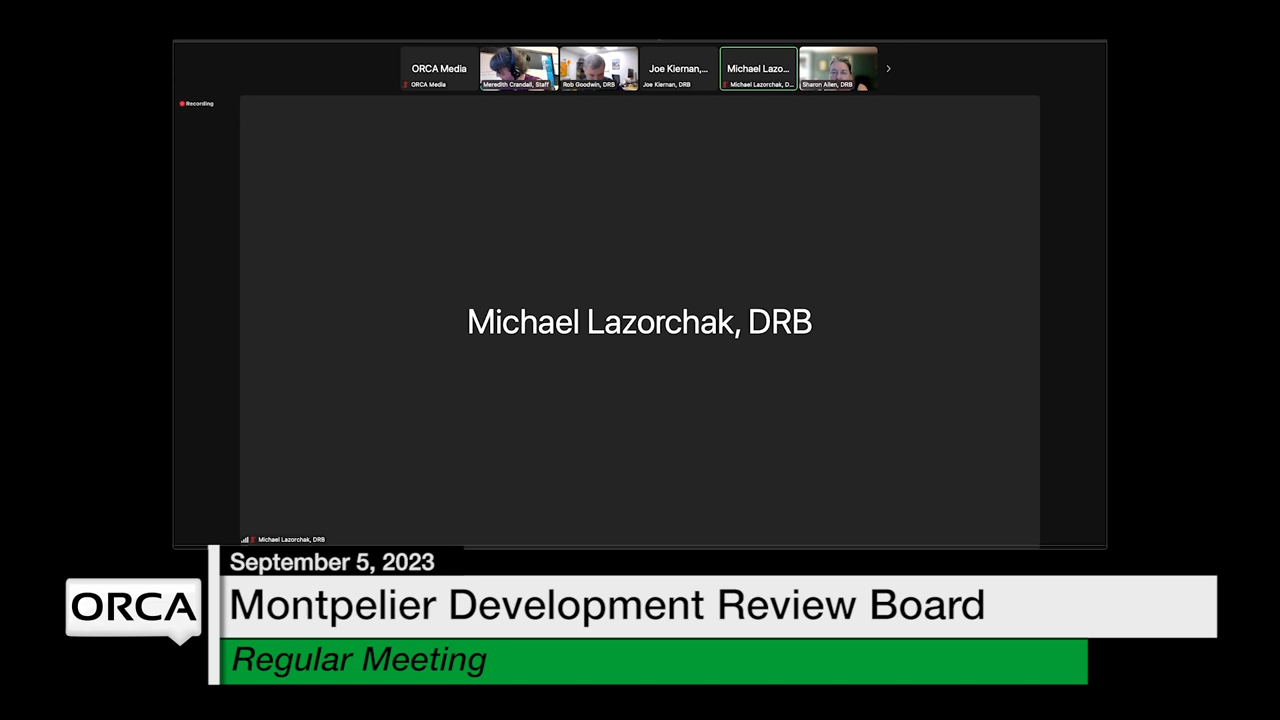 ORCA Media
Joe Kiernan,...
Michael Lazo...
ORCA Media
Meredith Crandall, Staff
Rob Goodwin, DRB
Joe Kiernan, DRB
Michael Lazorchak, D...
Sharon Allen, DRB
Recording
Michael Lazorchak, DRB
Michael Lazorchak, DRB
September 5, 2023
ORCA
Montpelier Development Review Board
Regular Meeting